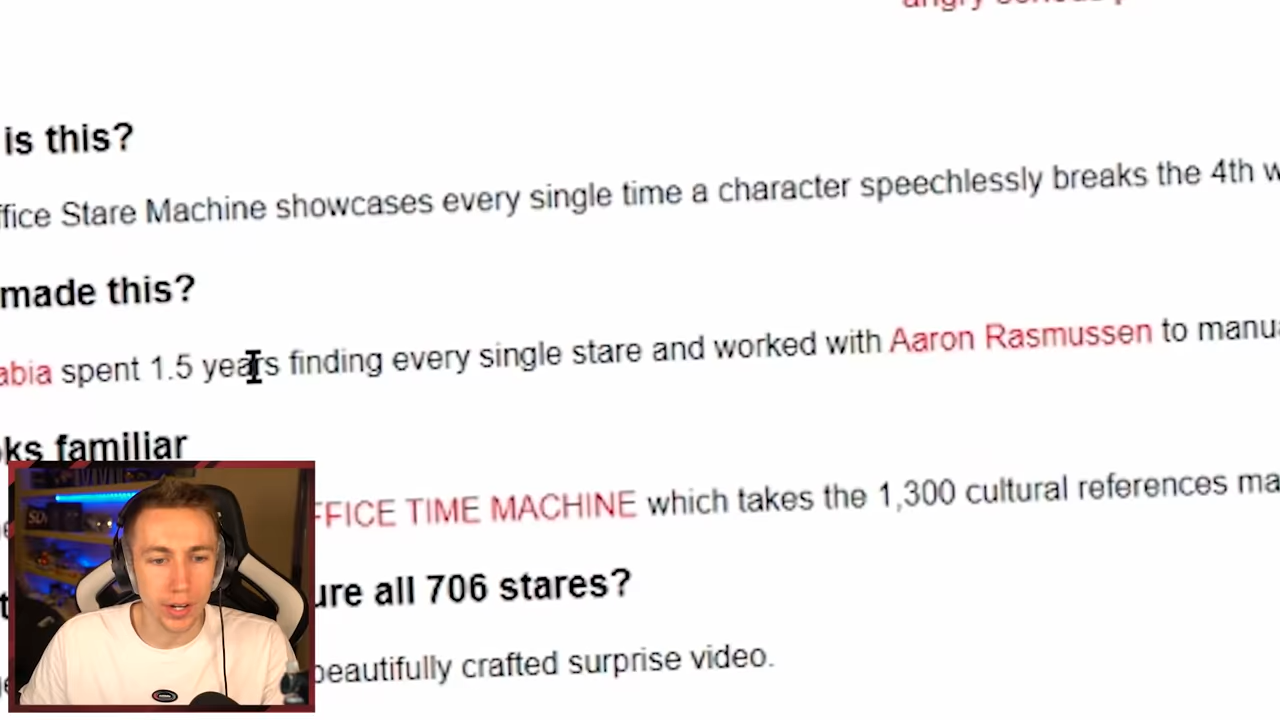 is this?
ffice Stare Machine showcases every single time a character speechlessly breaks the 4th w
made this?
abia spent 1.5 years finding every single stare and worked with Aaron Rasmussen to manua
oks familiar
FFICE TIME MACHINE which takes the 1,300 cultural references ma
ure all 706 stares?
beautifully crafted surprise video.